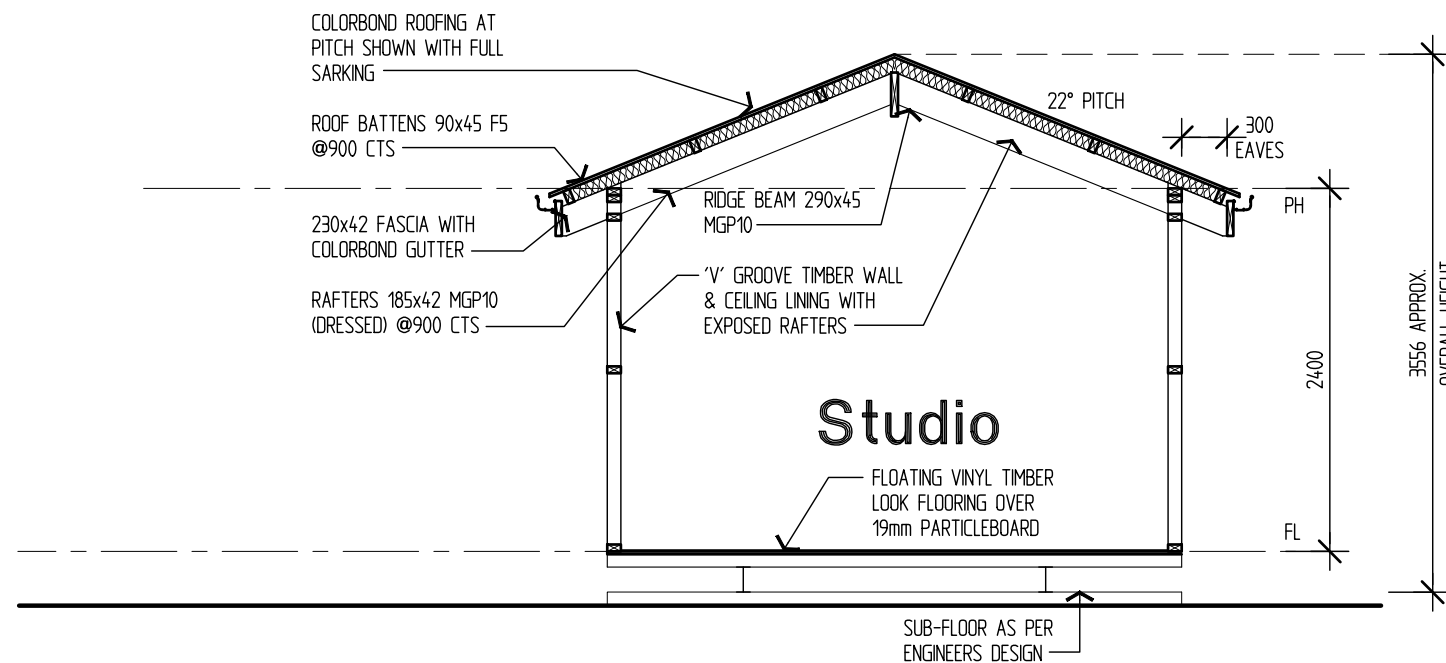 COLORBOND ROOFING AT
PITCH SHOWN WITH FULL
SARKING
ROOF BATTENS 90x45 F5
@900 CTS
230x42 FASCIA WITH
COLORBOND GUTTER
RAFTERS 185x42 MGP10
(DRESSED) @900 CTS
RIDGE BEAM 290x45
MGP10
'V' GROOVE TIMBER WALL
& CEILING LINING WITH
EXPOSED RAFTERS
22° PITCH
300
EAVES
PH
2400
3556 APPROX.
OVERALL HEIGHT
Studio
FLOATING VINYL TIMBER
LOOK FLOORING OVER
19mm PARTICLEBOARD
FL
SUB-FLOOR AS PER
ENGINEERS DESIGN